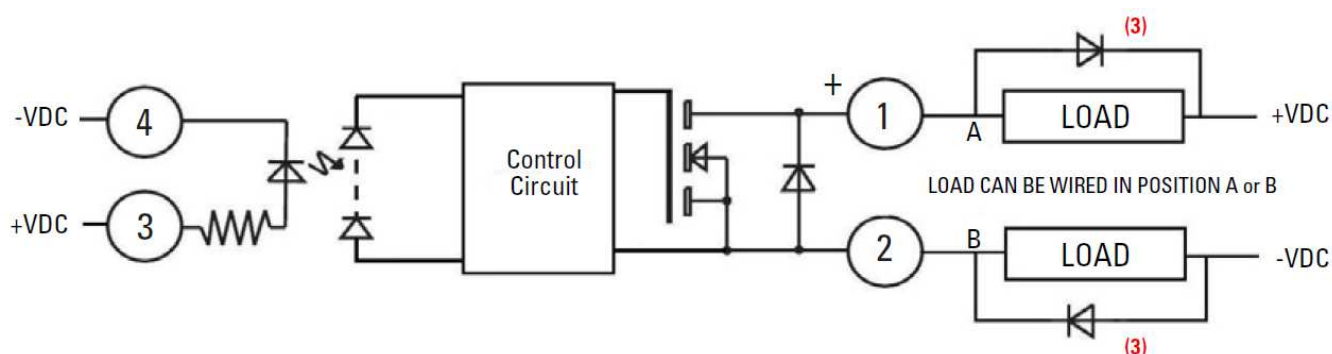 (3)
-VDC
4
+
1
A
LOAD
+VDC
Control
Circuit
LOAD CAN BE WIRED IN POSITION A or B
+VDC
3
2
B
LOAD
-VDC
(3)